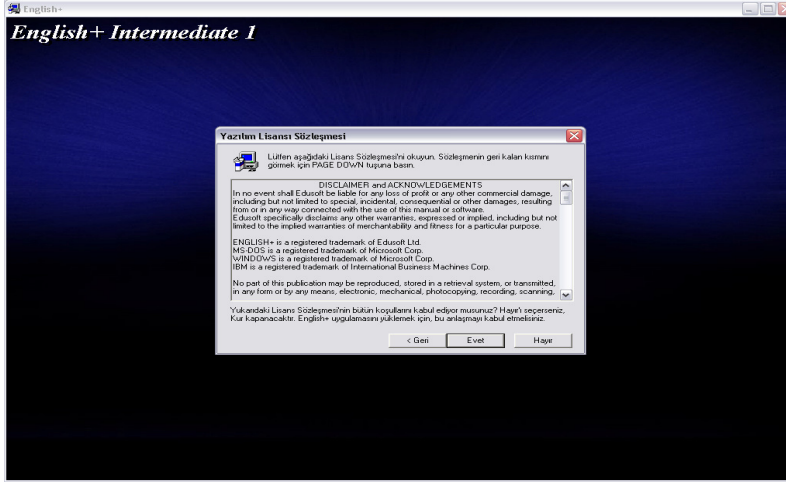 English+
English+ Intermediate 1
Yazılım Lisansı Sözleşmesi
Lütfen aşağıdaki Lisans Sözleşmesi'ni okuyun. Sözleşmenin geri kalan kısmını
görmek için PAGE DOWN tuşuna basın.
DISCLAIMER and ACKNOWLEDGEMENTS
In no event shall Edusoft be liable for any loss of profit or any other commercial damage,
including but not limited to special, incidental, consequential or other damages, resulting
from or in any way connected with the use of this manual or software.
Edusoft specifically disclaims any other warranties, expressed or implied, including but not
limited to the implied warranties of merchantability and fitness for a particular purpose.
ENGLISH+ is a registered trademark of Edusoft Ltd.
MS-DOS is a registered trademark of Microsoft Corp.
WINDOWS is a registered trademark of Microsoft Corp.
IBM is a registered trademark of International Business Machines Corp.
No part of this publication may be reproduced, stored in a retrieval system, or transmitted,
in any form or by any means, electronic, mechanical, photocopying, recording, scanning,
Yukarıdaki Lisans Sözleşmesi'nin bütün koşullarını kabul ediyor musunuz? Hayır'ı seçerseniz,
Kur kapanacaktır. English+ uygulamasını yüklemek için, bu anlaşmayı kabul etmelisiniz.
< Geri Evet Hayır